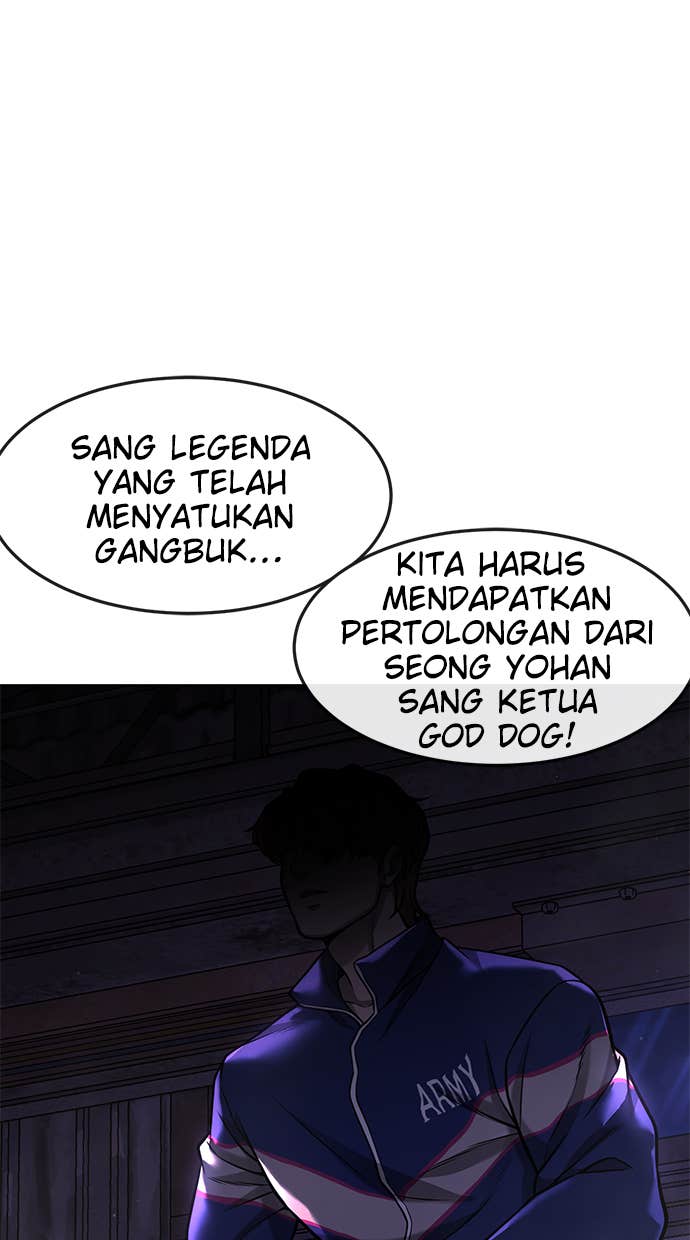 SANG LEGENDA
YANG TELAH
MENYATUKAN
GANGBUK...
KITA HARUS
MENDAPATKAN
PERTOLONGAN DARI
SEONG YOHAN
SANG KETUA
GOD DOG!
ARMY